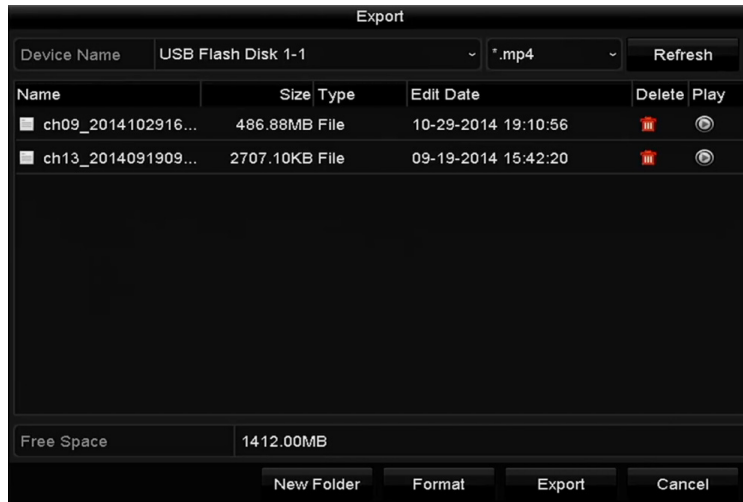 Export
Device Name USB Flash Disk 1-1 *.mp4 Refresh
Name Size Type Edit Date Delete Play
ch09_2014102916... 486.88MB File 10-29-2014 19:10:56
ch13_2014091909... 2707.10KB File 09-19-2014 15:42:20
Free Space 1412.00MB
New Folder Format Export Cancel